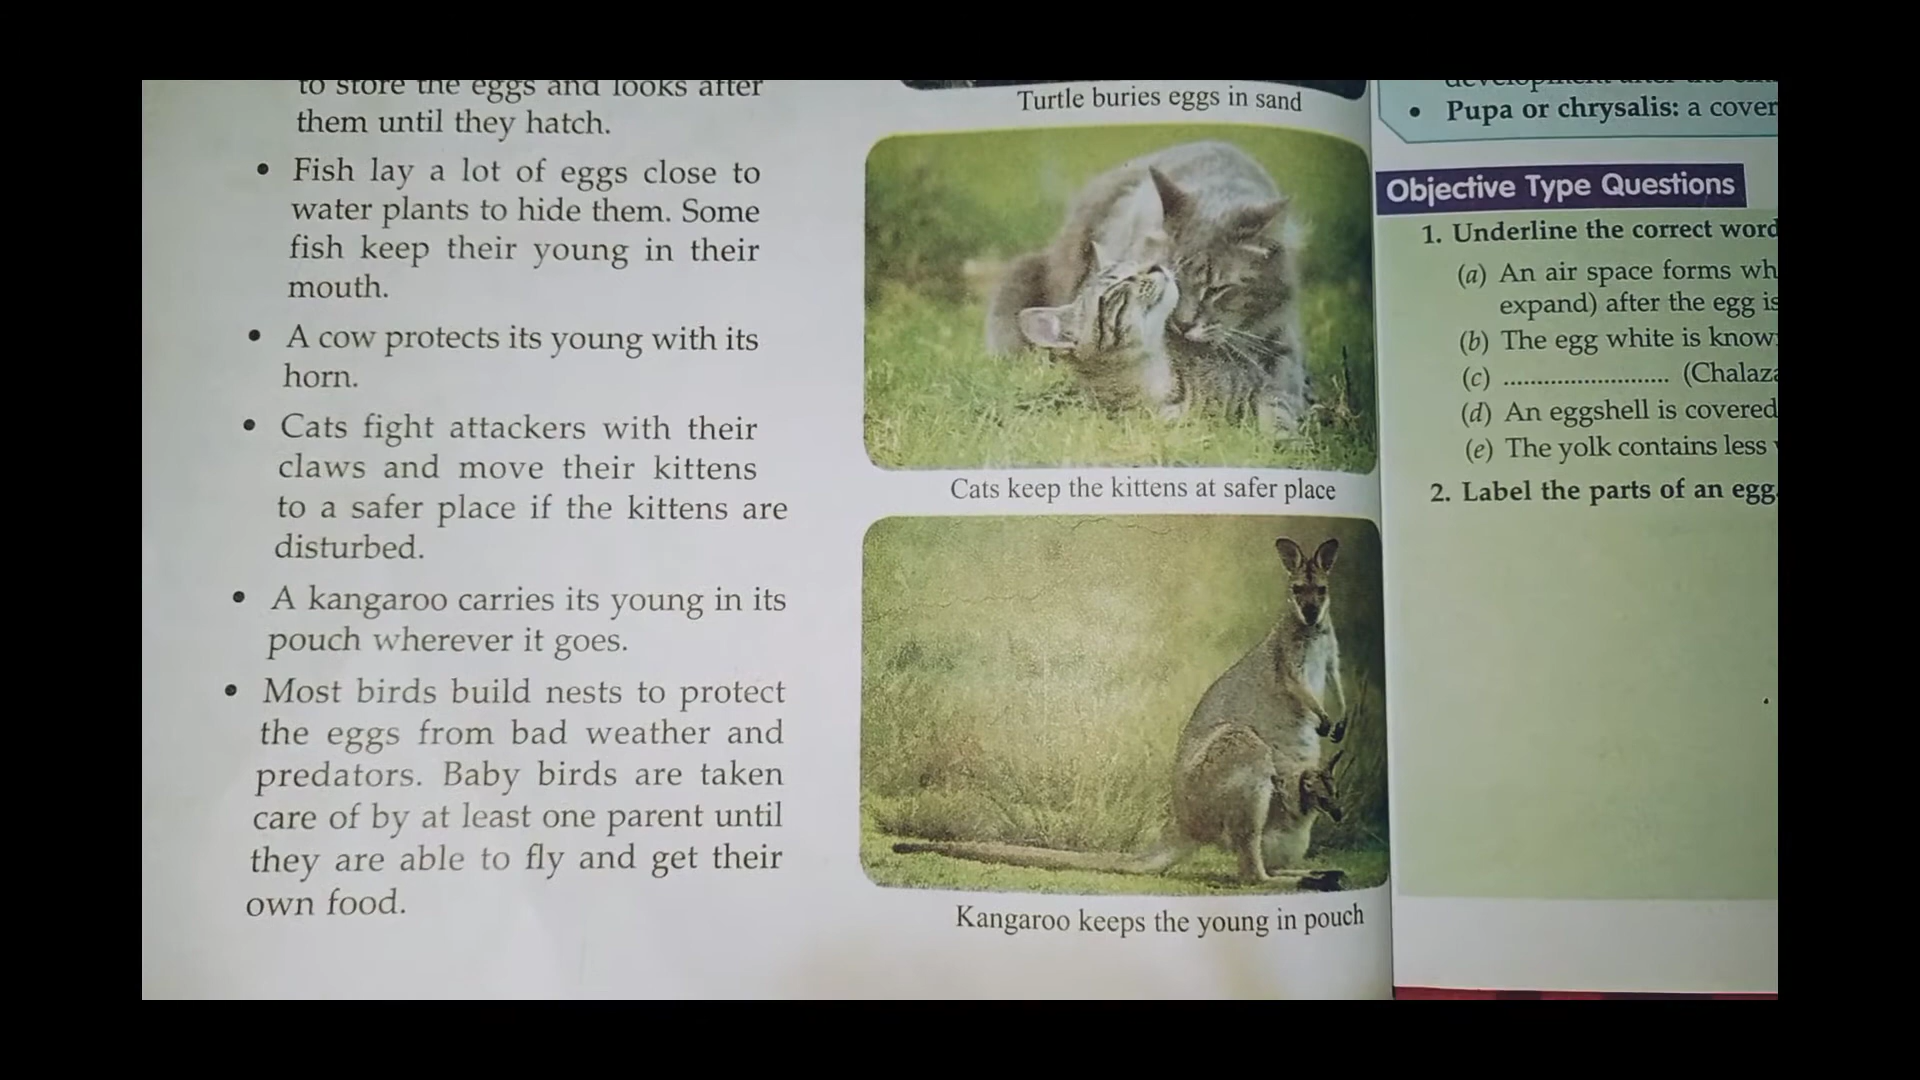 to store the eggs and looks after
them until they hatch.
• Fish lay a lot of eggs close to
water plants to hide them. Some
fish keep their young in their
mouth.
• A cow protects its young with its
horn.
• Cats fight attackers with their
claws and move their kittens
to a safer place if the kittens are
disturbed.
• A kangaroo carries its young in its
pouch wherever it goes.
• Most birds build nests to protect
the eggs from bad weather and
predators. Baby birds are taken
care of by at least one parent until
they are able to fly and get their
own food.
Turtle buries eggs in sand
Cats keep the kittens at safer place
Kangaroo keeps the young in pouch
• Pupa or chrysalis: a cover
Objective Type Questions
1. Underline the correct word
(a) An air space forms wh
expand) after the egg is
(b) The egg white is know
(c) ........................ (Chalaza
(d) An eggshell is covered
(e) The yolk contains less
2. Label the parts of an egg.